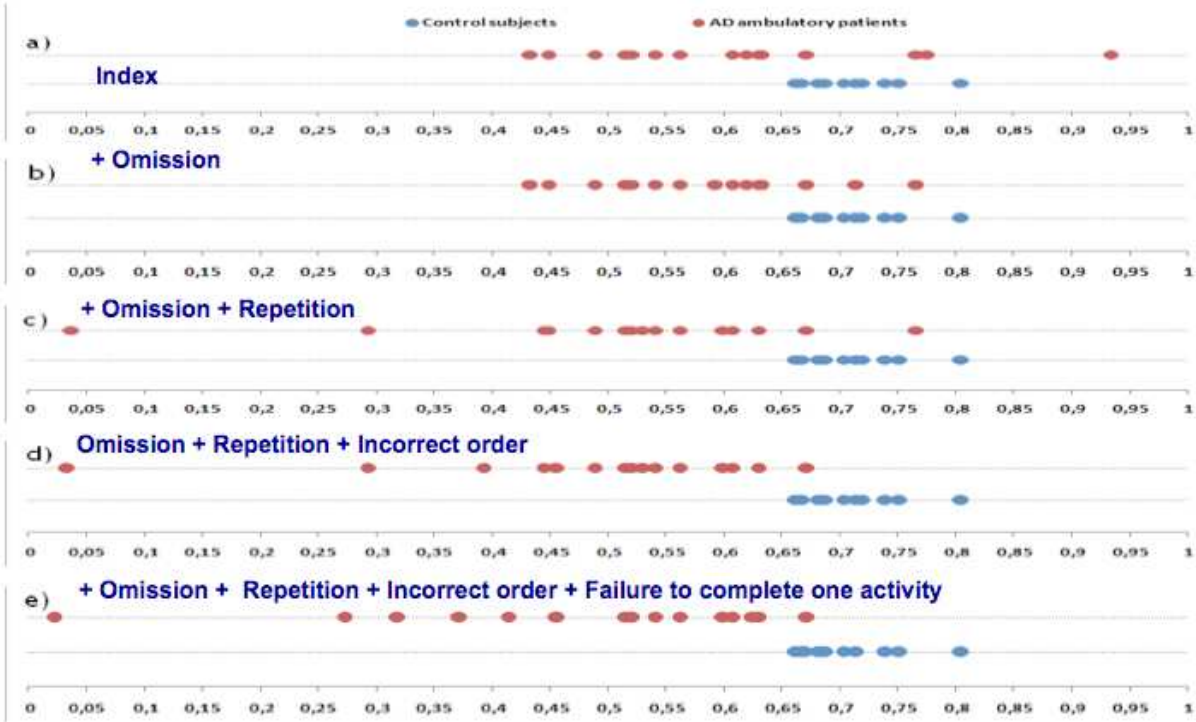 Control subjects AD ambulatory patients
a)
Index
0 0,05 0,1 0,15 0,2 0,25 0,3 0,35 0,4 0,45 0,5 0,55 0,6 0,65 0,7 0,75 0,8 0,85 0,9 0,95 1
+ Omission
b)
0 0,05 0,1 0,15 0,2 0,25 0,3 0,35 0,4 0,45 0,5 0,55 0,6 0,65 0,7 0,75 0,8 0,85 0,9 0,95 1
+ Omission + Repetition
c)
0 0,05 0,1 0,15 0,2 0,25 0,3 0,35 0,4 0,45 0,5 0,55 0,6 0,65 0,7 0,75 0,8 0,85 0,9 0,95 1
Omission + Repetition + Incorrect order
d)
0 0,05 0,1 0,15 0,2 0,25 0,3 0,35 0,4 0,45 0,5 0,55 0,6 0,65 0,7 0,75 0,8 0,85 0,9 0,95 1
+ Omission + Repetition + Incorrect order + Failure to complete one activity
e)
0 0,05 0,1 0,15 0,2 0,25 0,3 0,35 0,4 0,45 0,5 0,55 0,6 0,65 0,7 0,75 0,8 0,85 0,9 0,95 1